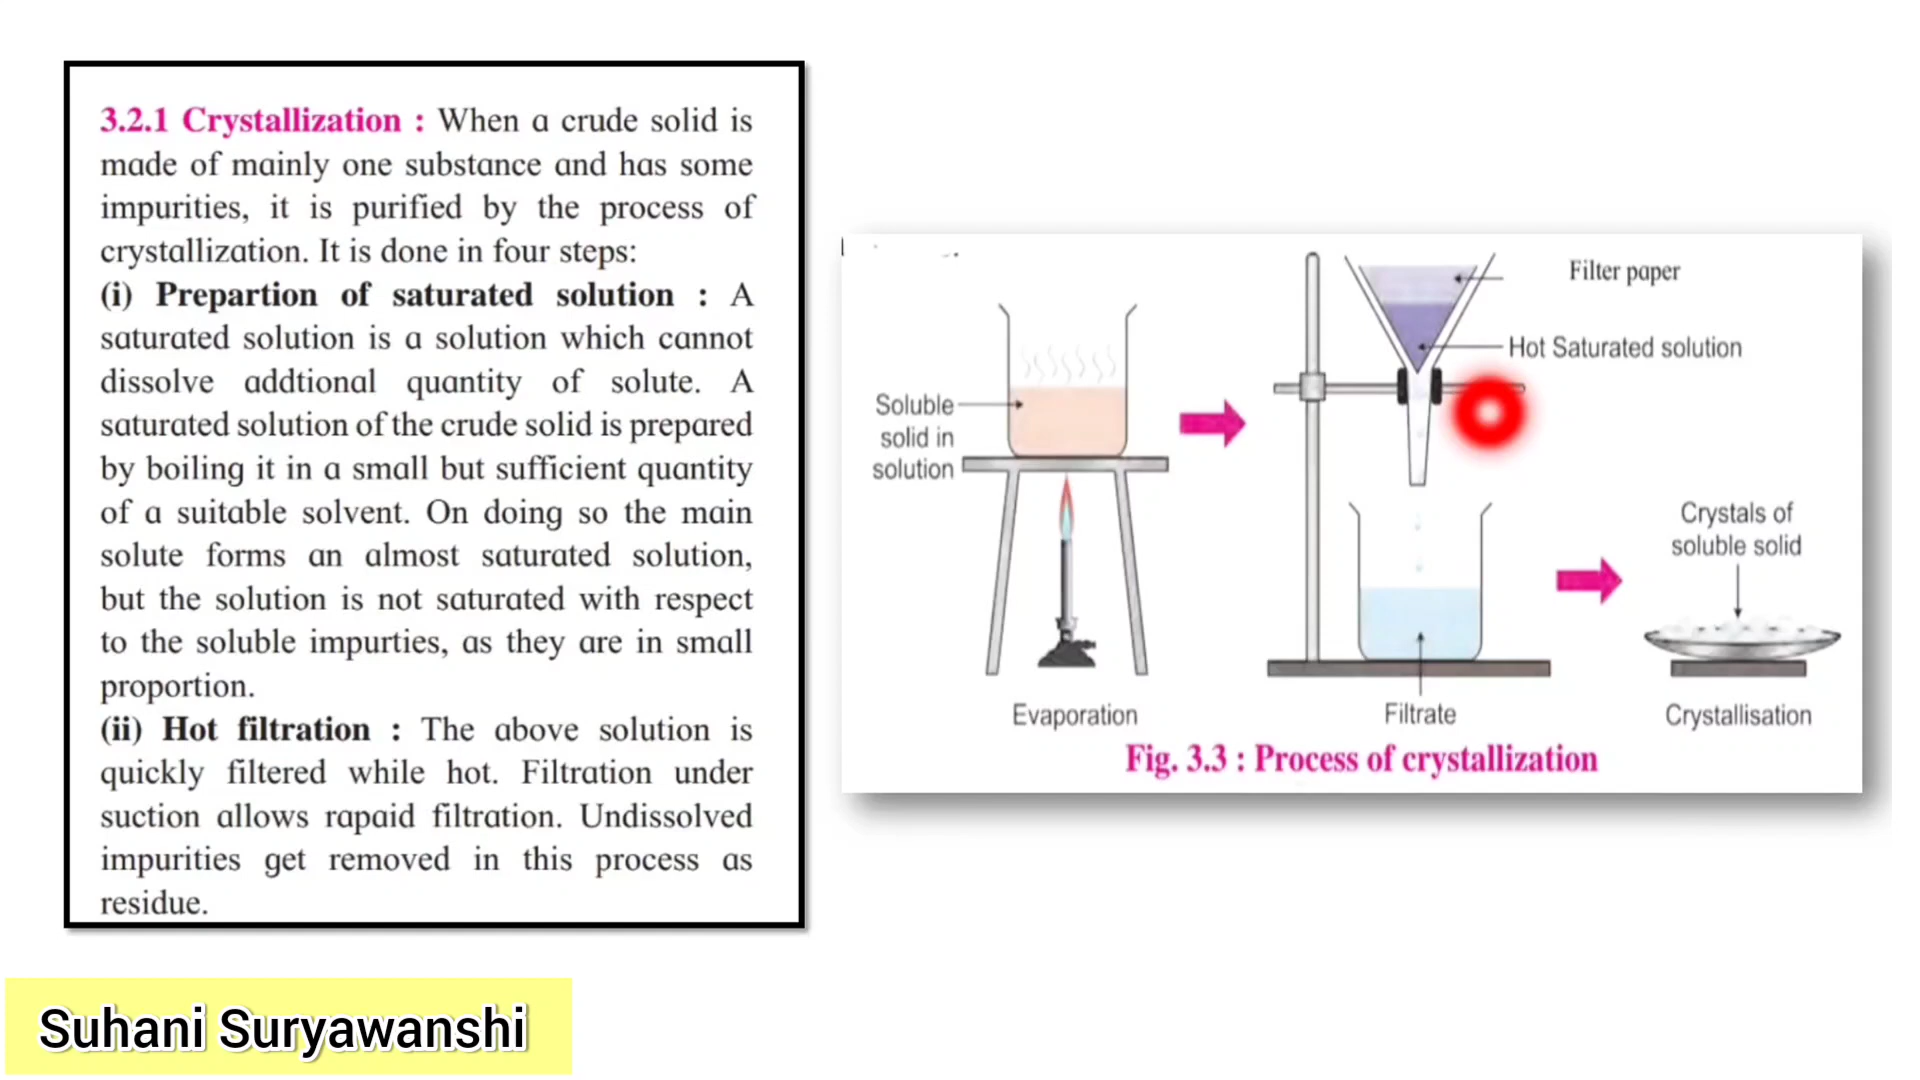 3.2.1 Crystallization : When a crude solid is
made of mainly one substance and has some
impurities, it is purified by the process of
crystallization. It is done in four steps:
(i) Prepartion of saturated solution : A
saturated solution is a solution which cannot
dissolve addtional quantity of solute. A
saturated solution of the crude solid is prepared
by boiling it in a small but sufficient quantity
of a suitable solvent. On doing so the main
solute forms an almost saturated solution,
but the solution is not saturated with respect
to the soluble impurties, as they are in small
proportion.
(ii) Hot filtration : The above solution is
quickly filtered while hot. Filtration under
suction allows rapaid filtration. Undissolved
impurities get removed in this process as
residue.
Filter paper
Hot Saturated solution
Soluble
solid in
solution
Crystals of
soluble solid
Evaporation
Filtrate
Crystallisation
Fig. 3.3 : Process of crystallization
Suhani Suryawanshi